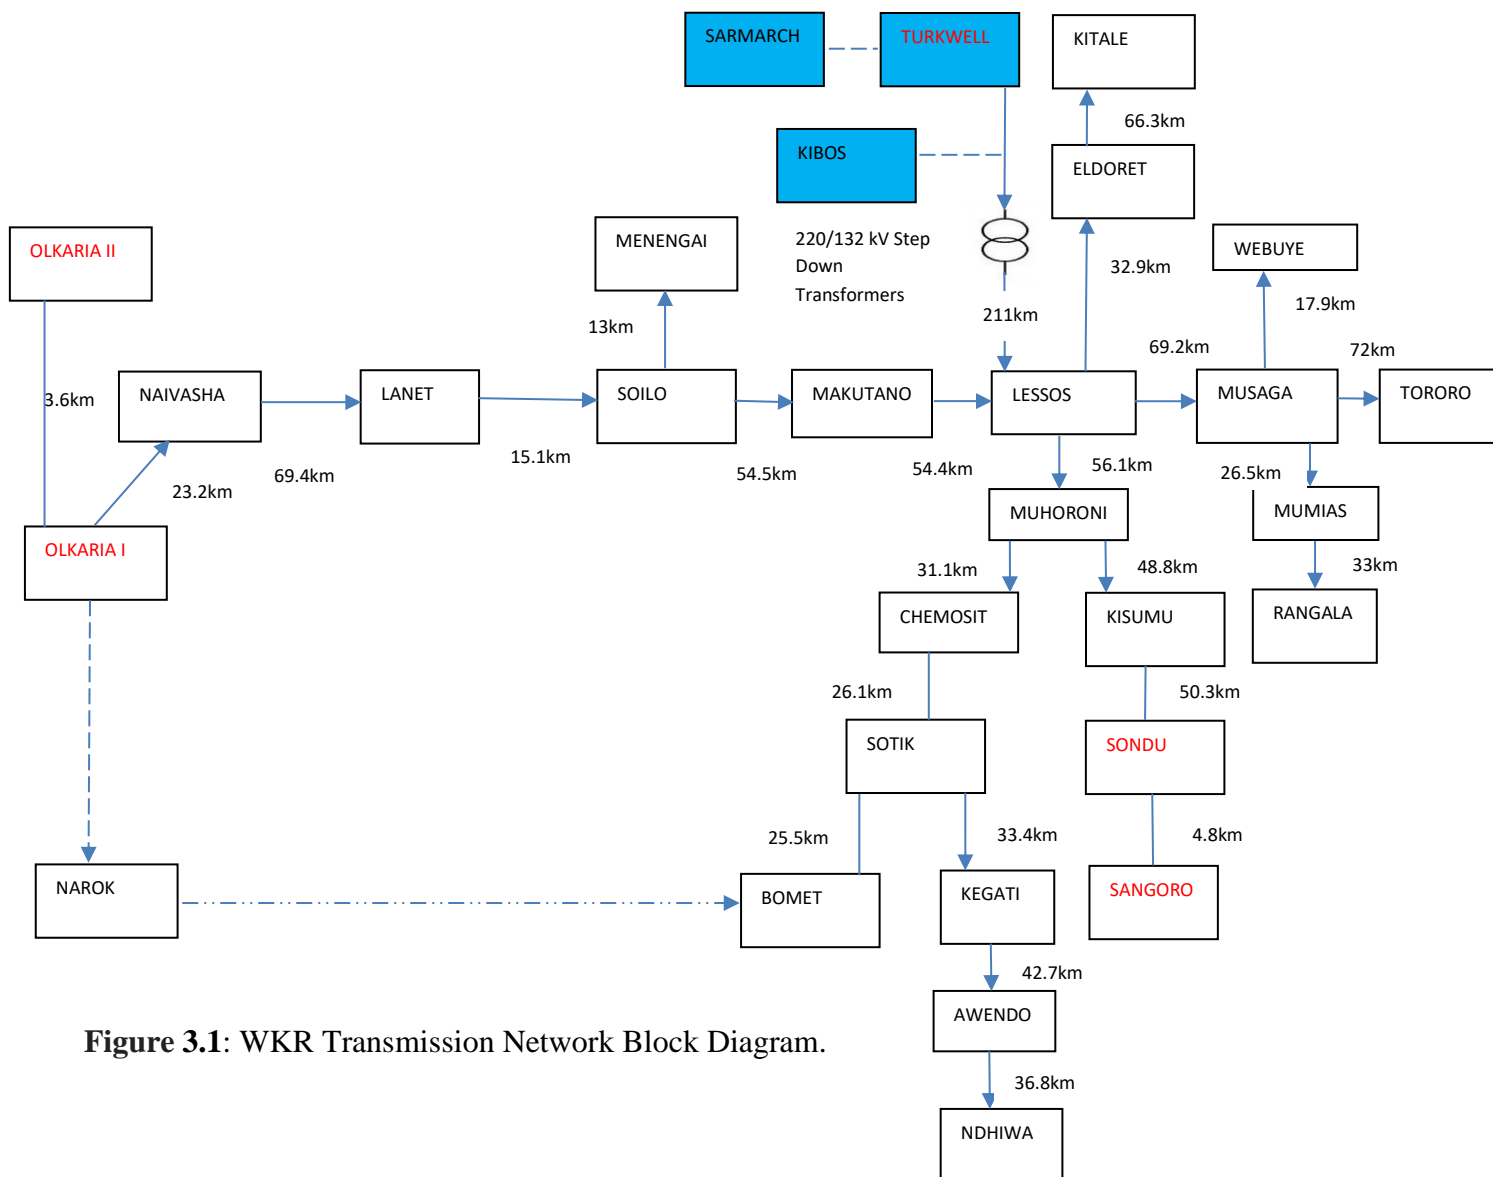 SARMARCH
TURKWELL
KITALE
66.3km
KIBOS
ELDORET
OLKARIA II
MENENGAI
220/132 kV Step
Down
Transformers
32.9km
WEBUYE
17.9km
13km
211km
69.2km
72km
3.6km
NAIVASHA
LANET
SOILO
MAKUTANO
LESSOS
MUSAGA
TORORO
23.2km
69.4km
15.1km
54.5km
54.4km
56.1km
26.5km
MUHORONI
MUMIAS
OLKARIA I
31.1km
48.8km
33km
CHEMOSIT
KISUMU
RANGALA
26.1km
50.3km
SOTIK
SONDU
25.5km
33.4km
4.8km
NAROK
BOMET
KEGATI
SANGORO
42.7km
AWENDO
Figure 3.1: WKR Transmission Network Block Diagram.
36.8km
NDHIWA